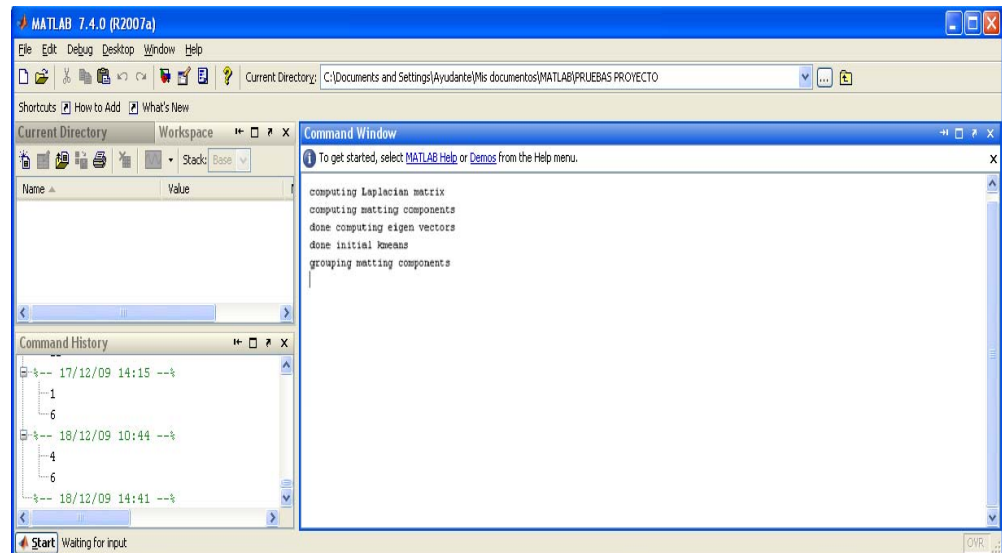 MATLAB 7.4.0 (R2007a)
File Edit Debug Desktop Window Help
Current Directory: C:\Documents and Settings\Ayudante\Mis documentos\MATLAB\PRUEBAS PROYECTO
Shortcuts How to Add What's New
Current Directory Workspace
Stack: Base
Name Value
Command Window
To get started, select MATLAB Help or Demos from the Help menu.
computing Laplacian matrix
computing matting components
done computing eigen vectors
done initial kmeans
grouping matting components
Command History
%-- 17/12/09 14:15 --%
1
6
%-- 18/12/09 10:44 --%
4
6
%-- 18/12/09 14:41 --%
Start Waiting for input
OVR